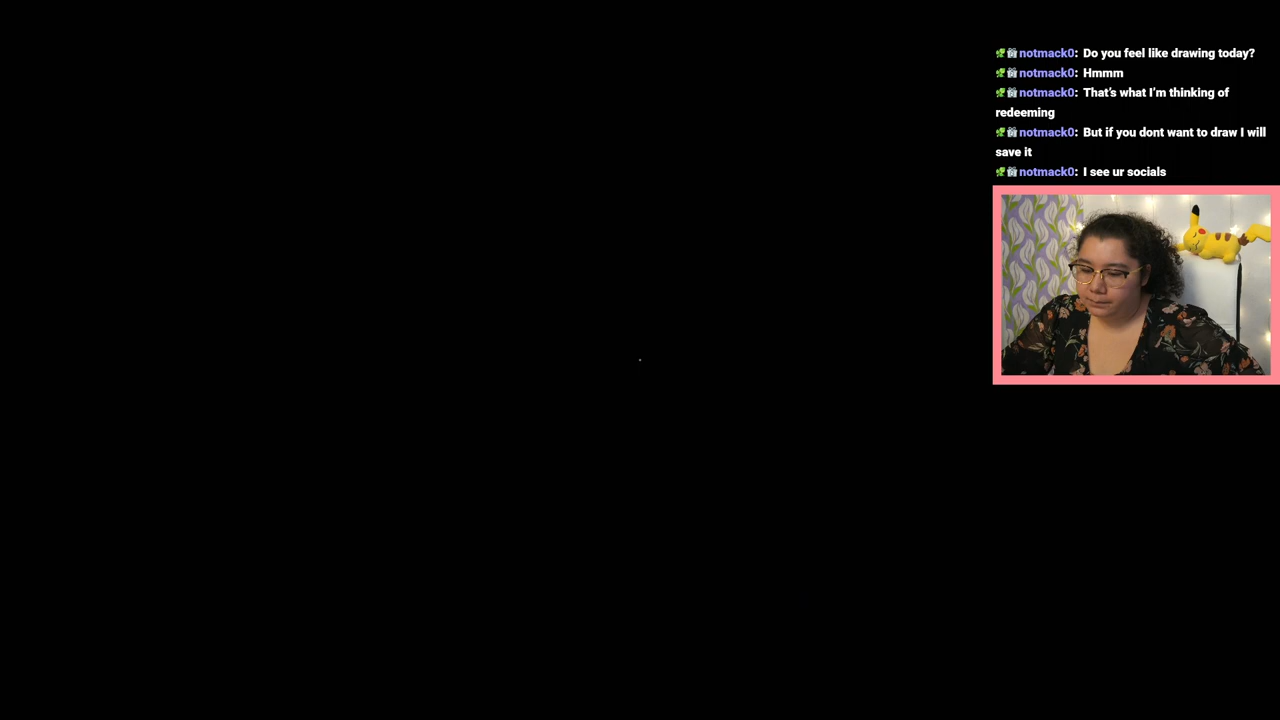 notmack0: Do you feel like drawing today?
notmack0: Hmmm
notmack0: That's what I'm thinking of
redeeming
notmack0: But if you dont want to draw I will
save it
notmack0: I see ur socials